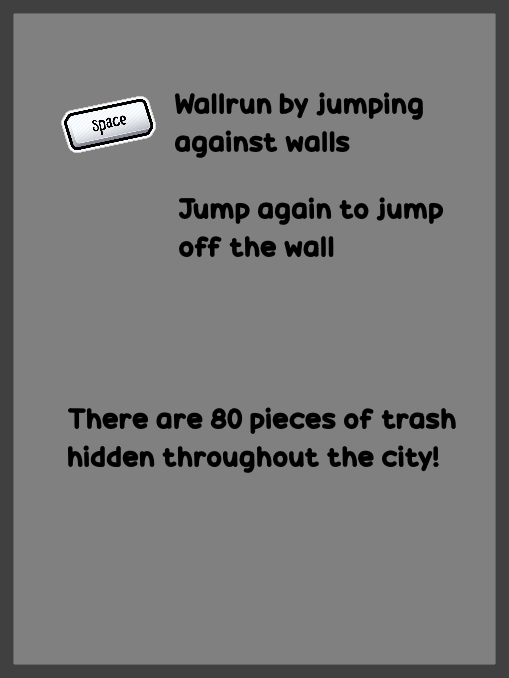 space
Wallrun by jumping
against walls
Jump again to jump
off the wall
There are 80 pieces of trash
hidden throughout the city!